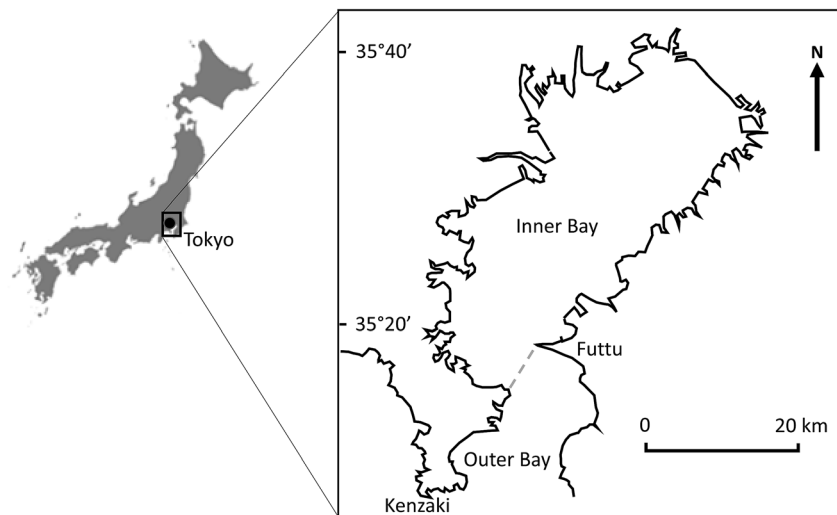 35°40’
N
Inner Bay
Tokyo
35°20’
Futtu
0
20 km
Outer Bay
Kenzaki